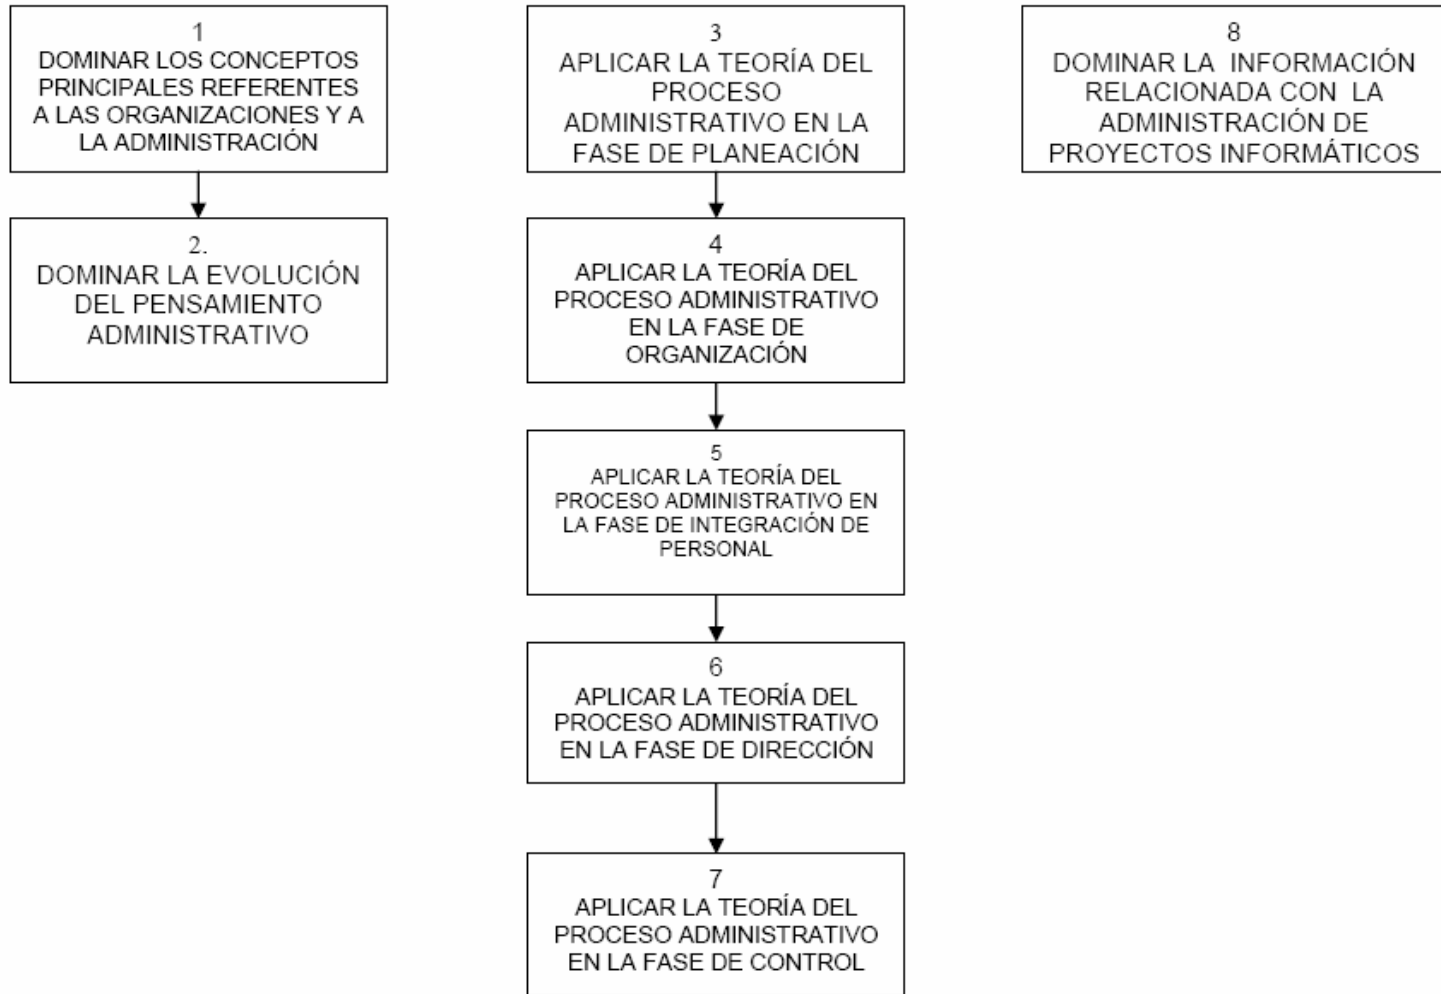 1
DOMINAR LOS CONCEPTOS
PRINCIPALES REFERENTES
A LAS ORGANIZACIONES Y A
LA ADMINISTRACIÓN
2.
DOMINAR LA EVOLUCIÓN
DEL PENSAMIENTO
ADMINISTRATIVO
3
APLICAR LA TEORÍA DEL
PROCESO
ADMINISTRATIVO EN LA
FASE DE PLANEACIÓN
4
APLICAR LA TEORÍA DEL
PROCESO ADMINISTRATIVO
EN LA FASE DE
ORGANIZACIÓN
5
APLICAR LA TEORÍA DEL
PROCESO ADMINISTRATIVO EN
LA FASE DE INTEGRACIÓN DE
PERSONAL
6
APLICAR LA TEORÍA DEL
PROCESO ADMINISTRATIVO
EN LA FASE DE DIRECCIÓN
7
APLICAR LA TEORÍA DEL
PROCESO ADMINISTRATIVO
EN LA FASE DE CONTROL
8
DOMINAR LA INFORMACIÓN
RELACIONADA CON LA
ADMINISTRACIÓN DE
PROYECTOS INFORMÁTICOS